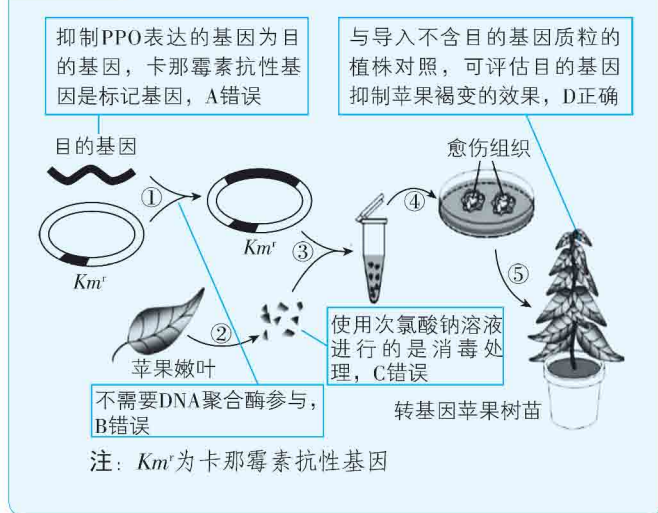 抑制PPO表达的基因为目
的基因，卡那霉素抗性基
因是标记基因，A错误
与导入不含目的基因质粒的
植株对照，可评估目的基因
抑制苹果褐变的效果，D正确
目的基因
愈伤组织
①
④
Kmʳ
Kmʳ
③
⑤
②
苹果嫩叶
使用次氯酸钠溶液
进行的是消毒处
理，C错误
不需要DNA聚合酶参与，
B错误
转基因苹果树苗
注：Kmʳ为卡那霉素抗性基因